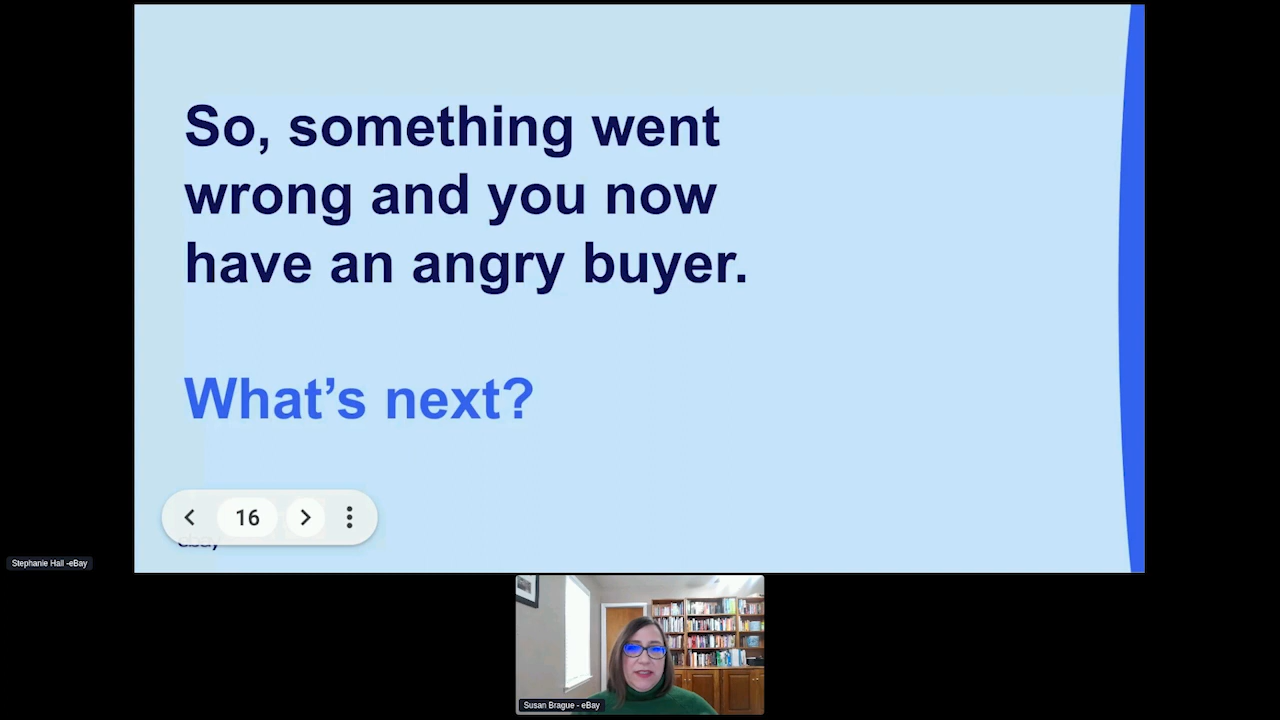 So, something went
wrong and you now
have an angry buyer.
What’s next?
16
ebay
Stephanie Hall -eBay
Susan Brague - eBay